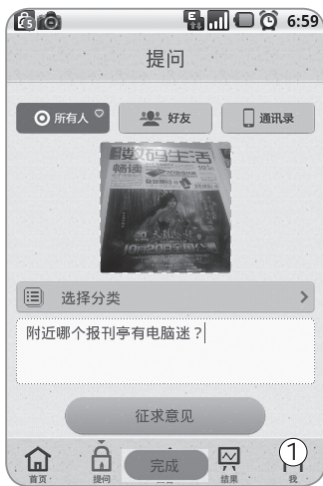 6:59
提问
所有人
好友
通讯录
数码生活
畅读
选择分类
附近哪个报刊亭有电脑迷？
征求意见
完成
1
首页
提问
结果
我